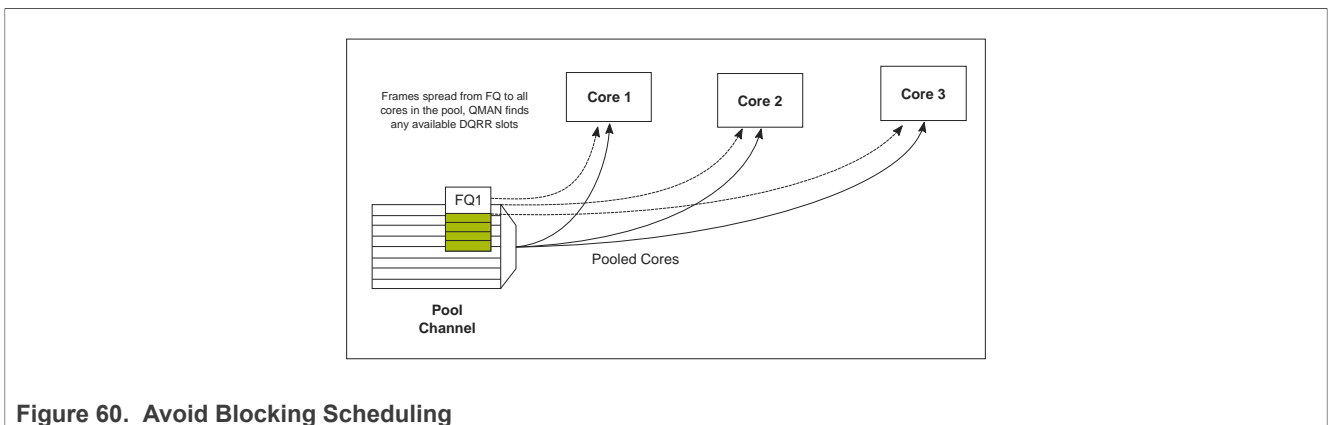 Frames spread from FQ to all
cores in the pool, QMAN finds
any available DQRR slots
Core 1
Core 2
Core 3
FQ1
Pooled Cores
Pool
Channel
Figure 60. Avoid Blocking Scheduling